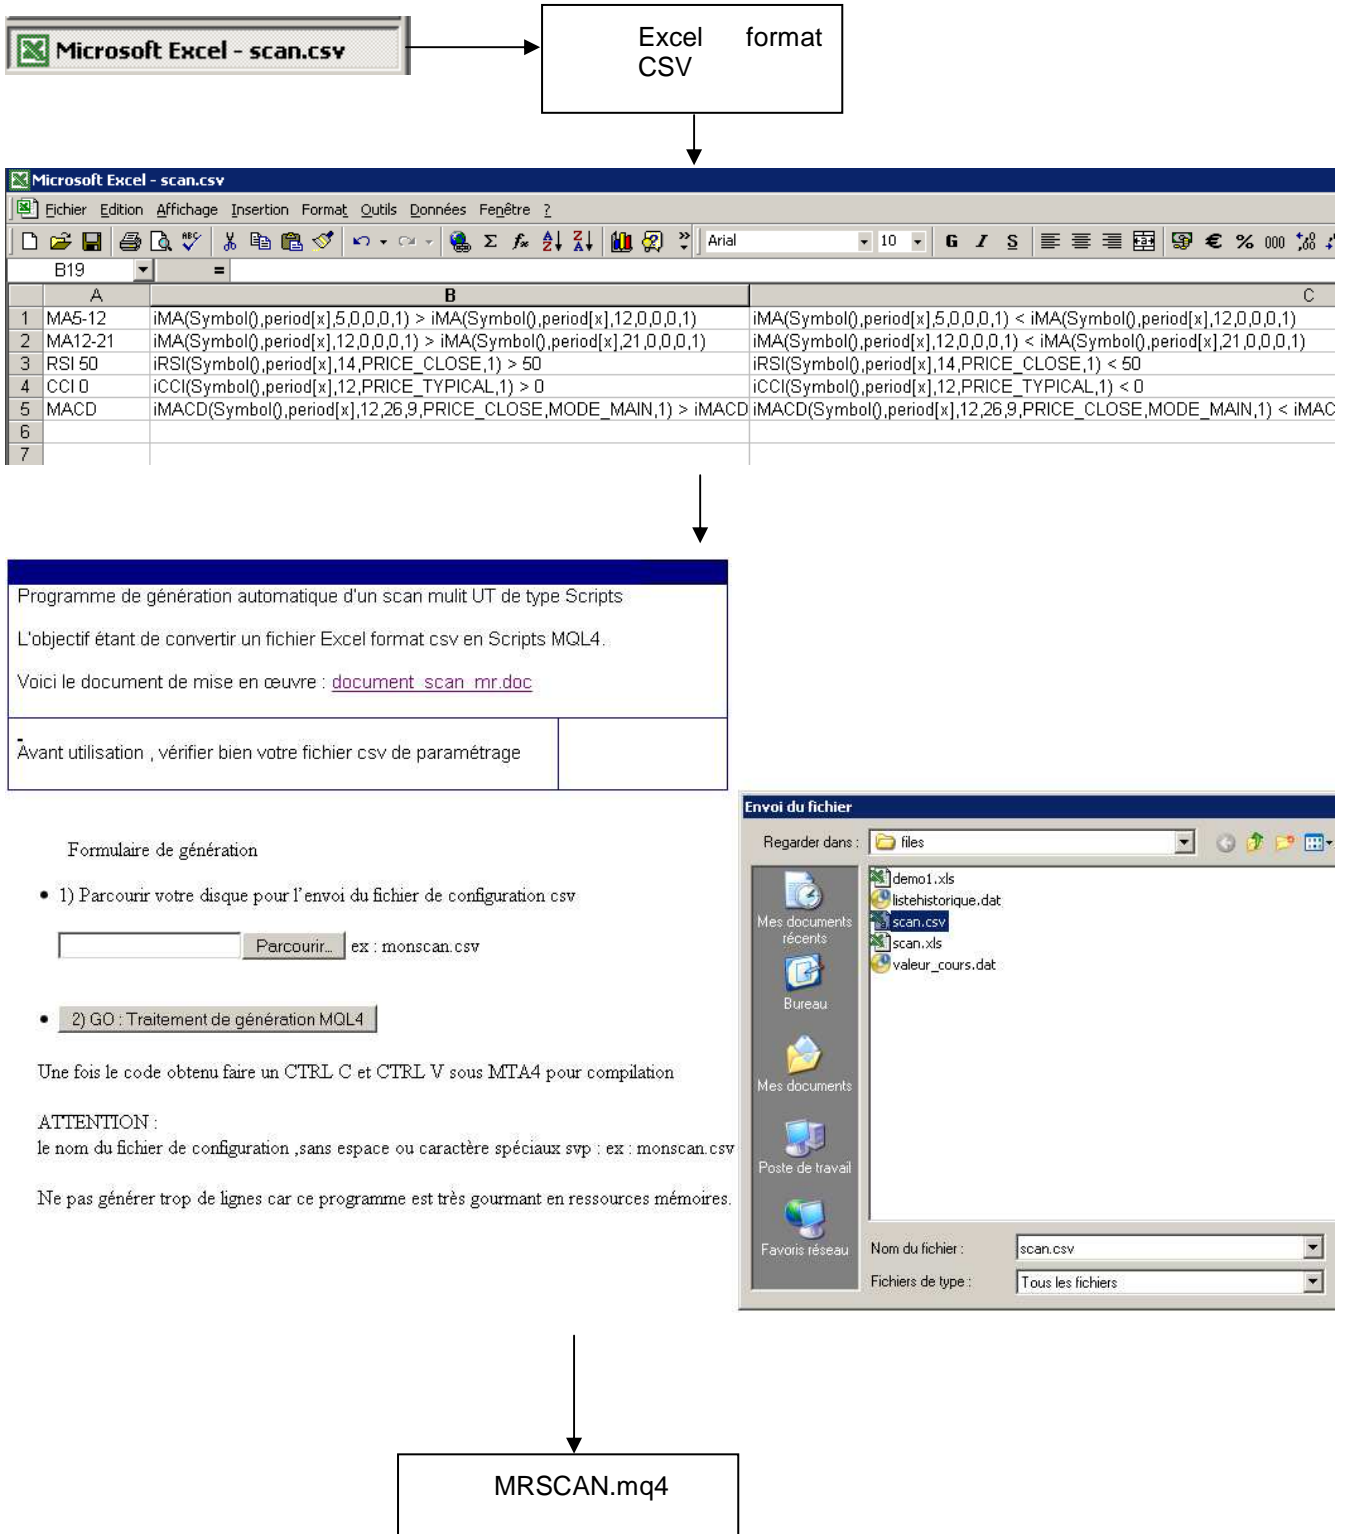 Microsoft Excel - scan.csv
Excel format
CSV
Microsoft Excel - scan.csv
Fichier Edition Affichage Insertion Format Outils Données Fenêtre ?
Arial 10 G I S € % 000
B19 =
A B C
1 MA5-12 iMA(Symbol(),period[x],5,0,0,0,1) > iMA(Symbol(),period[x],12,0,0,0,1) iMA(Symbol(),period[x],5,0,0,0,1) < iMA(Symbol(),period[x],12,0,0,0,1)
2 MA12-21 iMA(Symbol(),period[x],12,0,0,0,1) > iMA(Symbol(),period[x],21,0,0,0,1) iMA(Symbol(),period[x],12,0,0,0,1) < iMA(Symbol(),period[x],21,0,0,0,1)
3 RSI 50 iRSI(Symbol(),period[x],14,PRICE_CLOSE,1) > 50 iRSI(Symbol(),period[x],14,PRICE_CLOSE,1) < 50
4 CCI 0 iCCI(Symbol(),period[x],12,PRICE_TYPICAL,1) > 0 iCCI(Symbol(),period[x],12,PRICE_TYPICAL,1) < 0
5 MACD iMACD(Symbol(),period[x],12,26,9,PRICE_CLOSE,MODE_MAIN,1) > iMACD iMACD(Symbol(),period[x],12,26,9,PRICE_CLOSE,MODE_MAIN,1) < iMAC
6
7
Programme de génération automatique d'un scan mulit UT de type Scripts
L'objectif étant de convertir un fichier Excel format csv en Scripts MQL4.
Voici le document de mise en œuvre : document_scan_mr.doc
Avant utilisation , vérifier bien votre fichier csv de paramétrage
Formulaire de génération
• 1) Parcourir votre disque pour l'envoi du fichier de configuration csv
Parcourir... ex : monscan.csv
• 2) GO : Traitement de génération MQL4
Une fois le code obtenu faire un CTRL C et CTRL V sous MTA4 pour compilation
ATTENTION :
le nom du fichier de configuration ,sans espace ou caractère spéciaux svp : ex : monscan.csv
Ne pas générer trop de lignes car ce programme est très gourmant en ressources mémoires.
Envoi du fichier
Regarder dans : files
demo1.xls
listehistorique.dat
scan.csv
scan.xls
valeur_cours.dat
Mes documents
récents
Bureau
Mes documents
Poste de travail
Favoris réseau
Nom du fichier : scan.csv
Fichiers de type : Tous les fichiers
MRSCAN.mq4